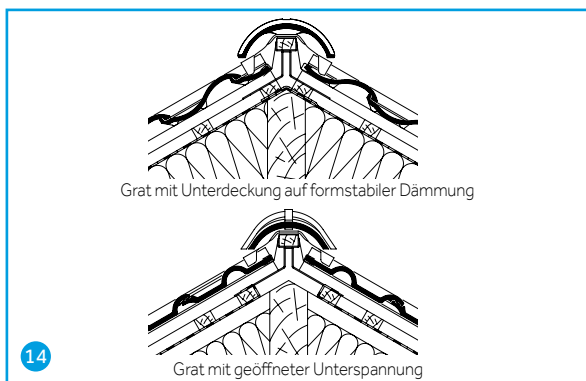 Grat mit Unterdeckung auf formstabiler Dämmung
Grat mit geöffneter Unterspannung
14